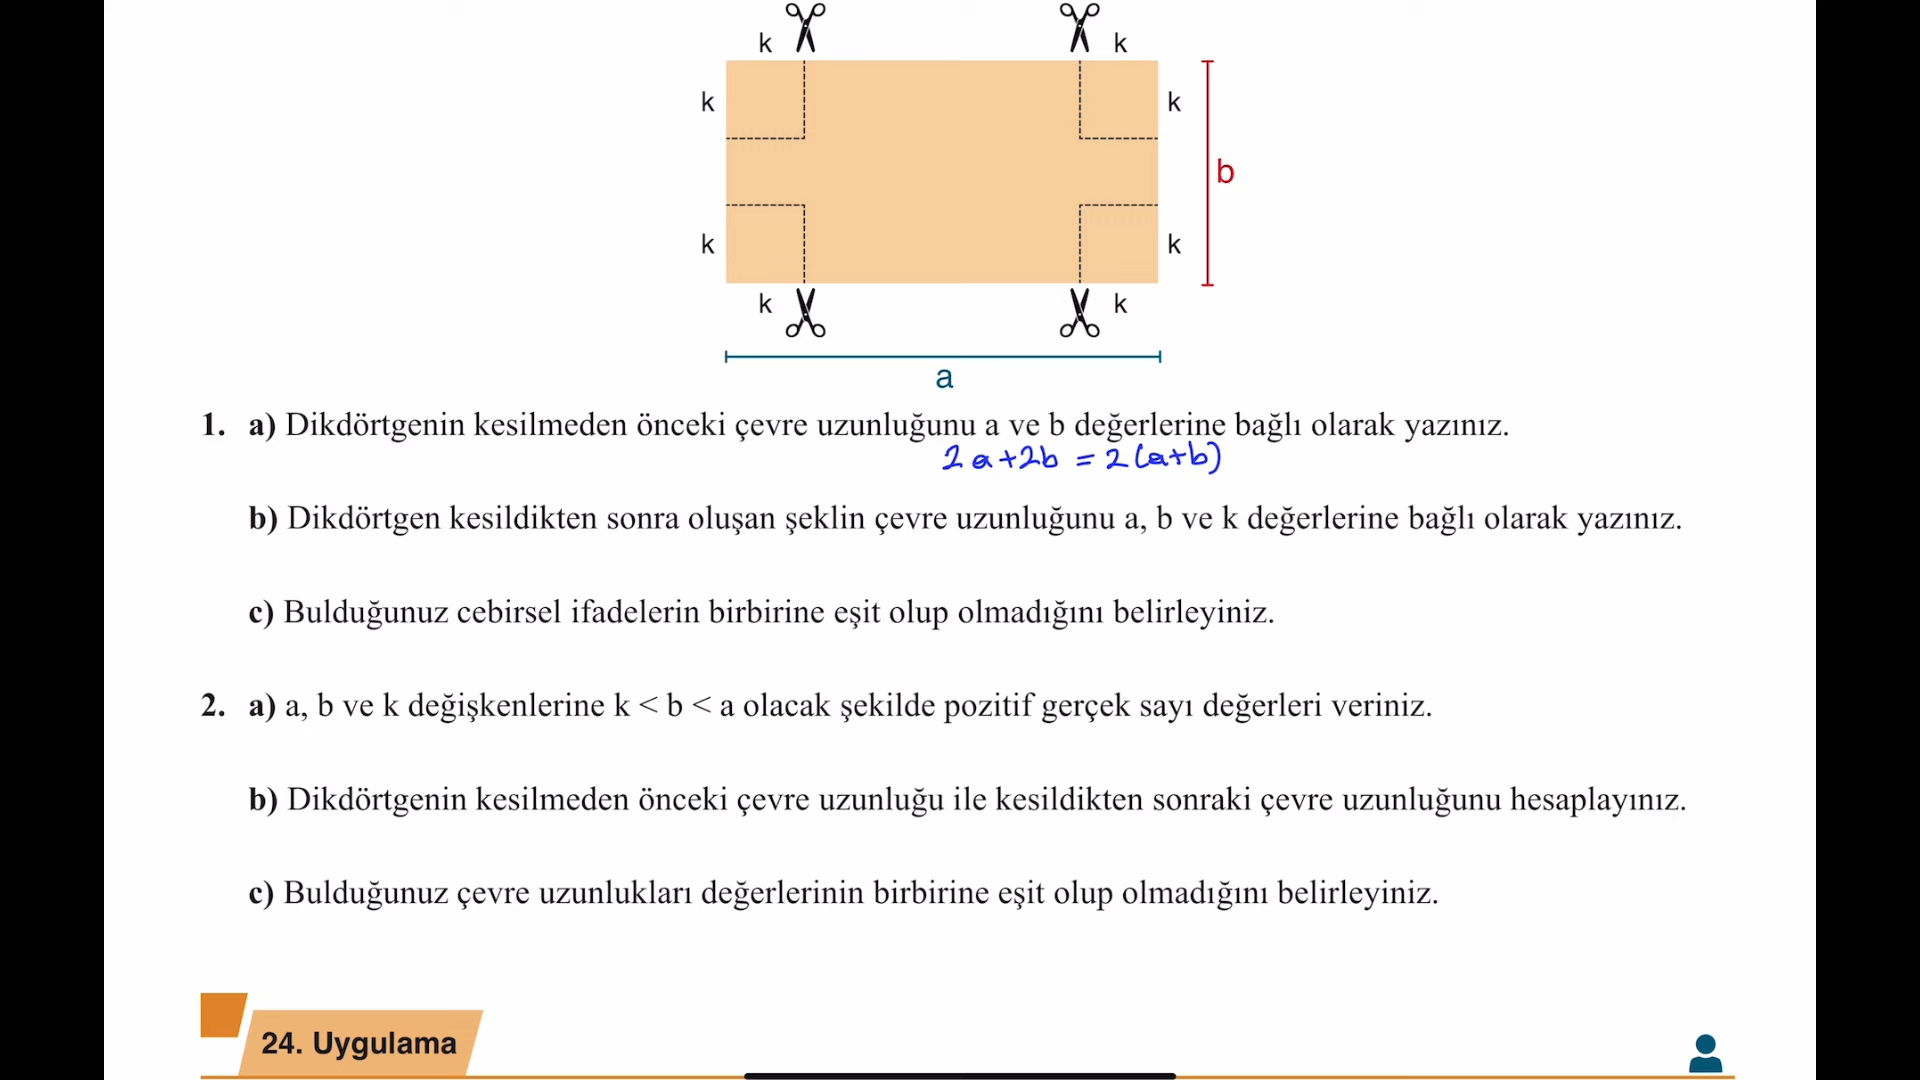 k k
k k
b
k k
k k
a
1. a) Dikdörtgenin kesilmeden önceki çevre uzunluğunu a ve b değerlerine bağlı olarak yazınız.
2a+2b = 2(a+b)
b) Dikdörtgen kesildikten sonra oluşan şeklin çevre uzunluğunu a, b ve k değerlerine bağlı olarak yazınız.
c) Bulduğunuz cebirsel ifadelerin birbirine eşit olup olmadığını belirleyiniz.
2. a) a, b ve k değişkenlerine k < b < a olacak şekilde pozitif gerçek sayı değerleri veriniz.
b) Dikdörtgenin kesilmeden önceki çevre uzunluğu ile kesildikten sonraki çevre uzunluğunu hesaplayınız.
c) Bulduğunuz çevre uzunlukları değerlerinin birbirine eşit olup olmadığını belirleyiniz.
24. Uygulama